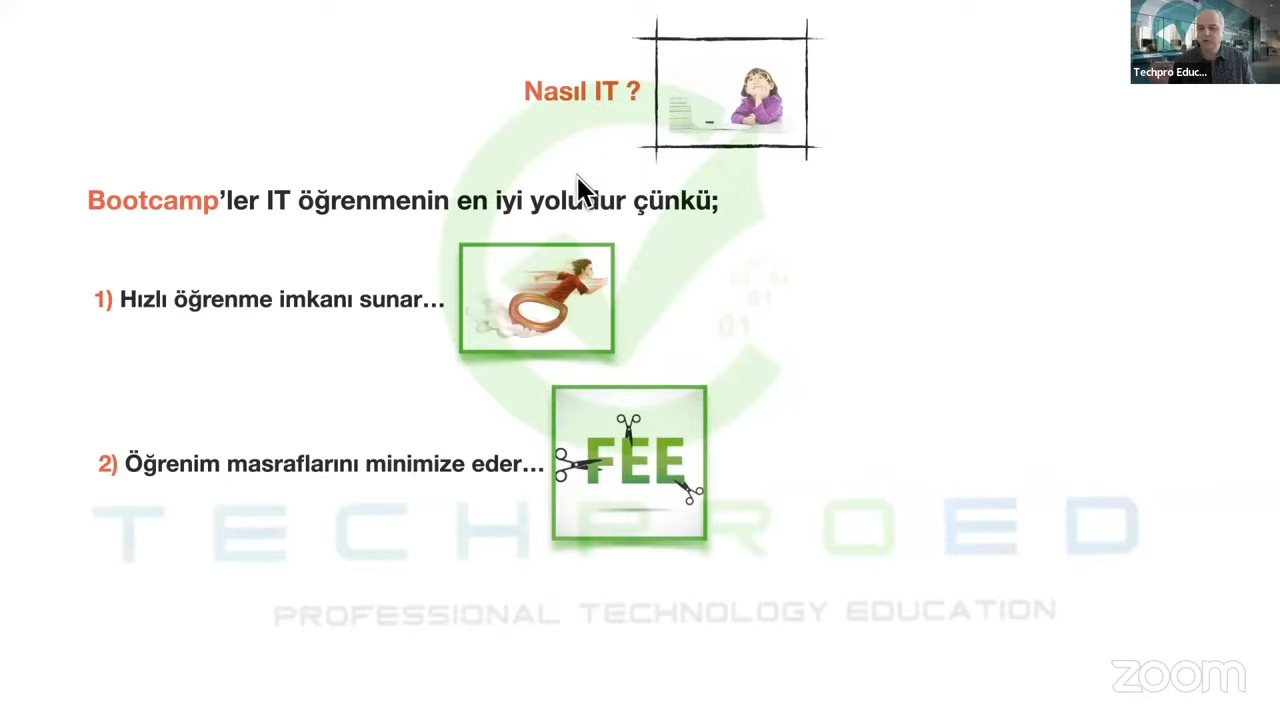 Nasıl IT ?
Techpro Educ...
Bootcamp’ler IT öğrenmenin en iyi yoludur çünkü;
1) Hızlı öğrenme imkanı sunar...
2) Öğrenim masraflarını minimize eder...
FEE
TECHPROED
PROFESSIONAL TECHNOLOGY EDUCATION
zoom